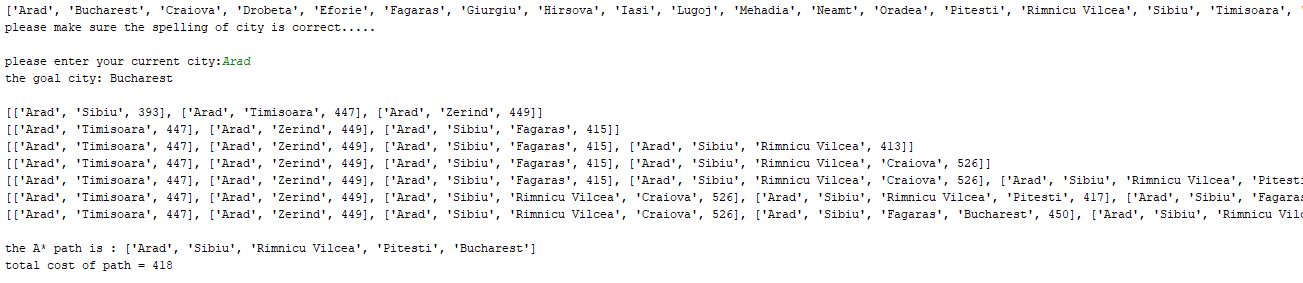 ['Arad', 'Bucharest', 'Craiova', 'Drobeta', 'Eforie', 'Fagaras', 'Giurgiu', 'Hirsova', 'Iasi', 'Lugoj', 'Mehadia', 'Neamt', 'Oradea', 'Pitesti', 'Rimnicu Vilcea', 'Sibiu', 'Timisoara', '
please make sure the spelling of city is correct.....
please enter your current city:Arad
the goal city: Bucharest
[['Arad', 'Sibiu', 393], ['Arad', 'Timisoara', 447], ['Arad', 'Zerind', 449]]
[['Arad', 'Timisoara', 447], ['Arad', 'Zerind', 449], ['Arad', 'Sibiu', 'Fagaras', 415]]
[['Arad', 'Timisoara', 447], ['Arad', 'Zerind', 449], ['Arad', 'Sibiu', 'Fagaras', 415], ['Arad', 'Sibiu', 'Rimnicu Vilcea', 413]]
[['Arad', 'Timisoara', 447], ['Arad', 'Zerind', 449], ['Arad', 'Sibiu', 'Fagaras', 415], ['Arad', 'Sibiu', 'Rimnicu Vilcea', 'Craiova', 526]]
[['Arad', 'Timisoara', 447], ['Arad', 'Zerind', 449], ['Arad', 'Sibiu', 'Fagaras', 415], ['Arad', 'Sibiu', 'Rimnicu Vilcea', 'Craiova', 526], ['Arad', 'Sibiu', 'Rimnicu Vilcea', 'Pitesti
[['Arad', 'Timisoara', 447], ['Arad', 'Zerind', 449], ['Arad', 'Sibiu', 'Rimnicu Vilcea', 'Craiova', 526], ['Arad', 'Sibiu', 'Rimnicu Vilcea', 'Pitesti', 417], ['Arad', 'Sibiu', 'Fagaras
[['Arad', 'Timisoara', 447], ['Arad', 'Zerind', 449], ['Arad', 'Sibiu', 'Rimnicu Vilcea', 'Craiova', 526], ['Arad', 'Sibiu', 'Fagaras', 'Bucharest', 450], ['Arad', 'Sibiu', 'Rimnicu Vilc
the A* path is : ['Arad', 'Sibiu', 'Rimnicu Vilcea', 'Pitesti', 'Bucharest']
total cost of path = 418